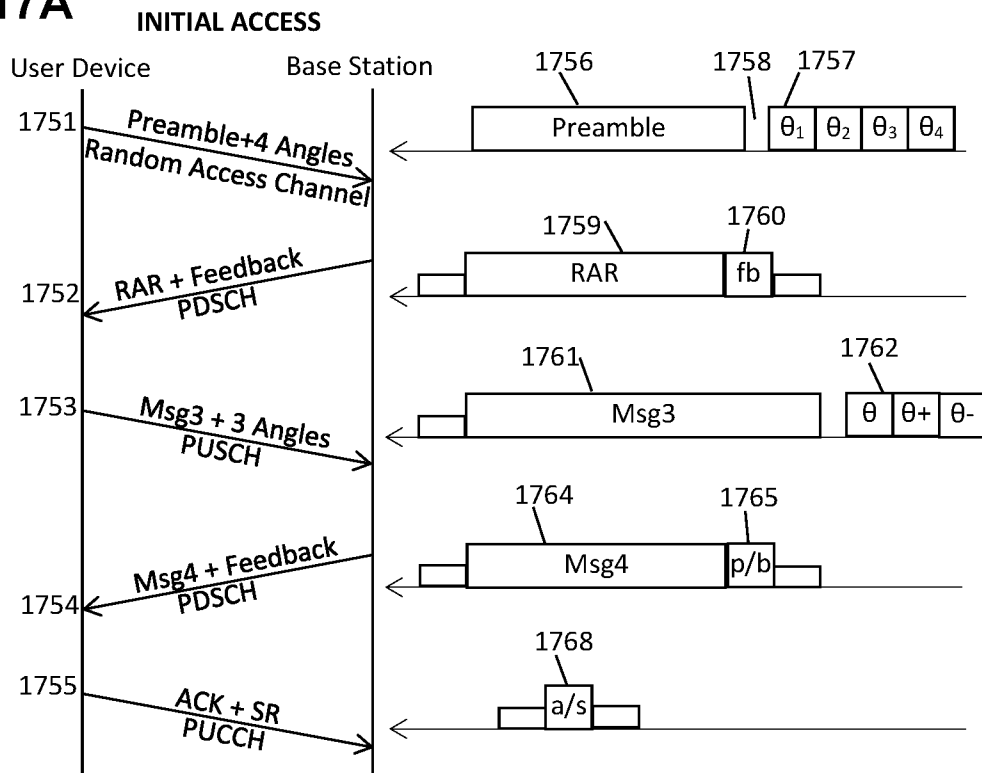 17A
INITIAL ACCESS
User Device
Base Station
1756
1758
1757
1751
Preamble+4 Angles
Random Access Channel
Preamble
θ1 θ2 θ3 θ4
1752
RAR + Feedback
PDSCH
1759
1760
RAR
fb
1753
Msg3 + 3 Angles
PUSCH
1761
1762
Msg3
θ θ+ θ-
1754
Msg4 + Feedback
PDSCH
1764
1765
Msg4
p/b
1755
ACK + SR
PUCCH
1768
a/s